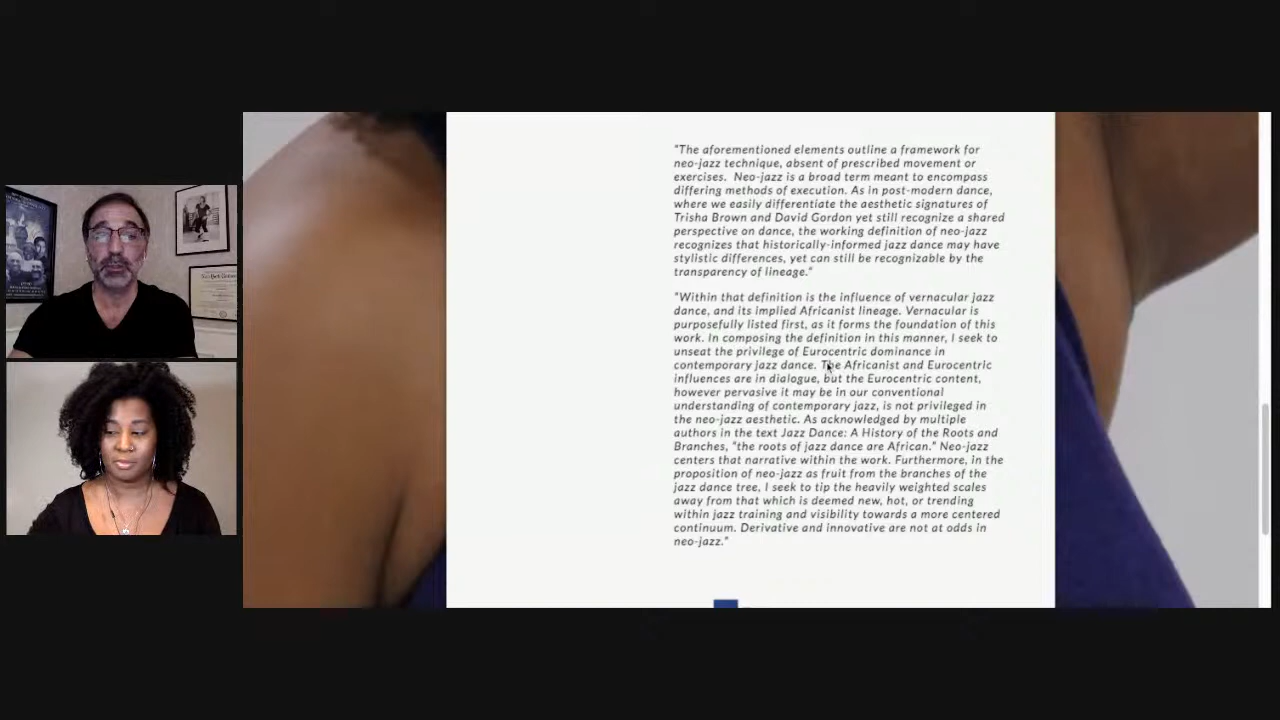 "The aforementioned elements outline a framework for
neo-jazz technique, absent of prescribed movement or
exercises.  Neo-jazz is a broad term meant to encompass
differing methods of execution. As in post-modern dance,
where we easily differentiate the aesthetic signatures of
Trisha Brown and David Gordon yet still recognize a shared
perspective on dance, the working definition of neo-jazz
recognizes that historically-informed jazz dance may have
stylistic differences, yet can still be recognizable by the
transparency of lineage."
"Within that definition is the influence of vernacular jazz
dance, and its implied Africanist lineage. Vernacular is
purposefully listed first, as it forms the foundation of this
work. In composing the definition in this manner, I seek to
unseat the privilege of Eurocentric dominance in
contemporary jazz dance. The Africanist and Eurocentric
influences are in dialogue, but the Eurocentric content,
however pervasive it may be in our conventional
understanding of contemporary jazz, is not privileged in
the neo-jazz aesthetic. As acknowledged by multiple
authors in the text Jazz Dance: A History of the Roots and
Branches, "the roots of jazz dance are African." Neo-jazz
centers that narrative within the work. Furthermore, in the
proposition of neo-jazz as fruit from the branches of the
jazz dance tree, I seek to tip the heavily weighted scales
away from that which is deemed new, hot, or trending
within jazz training and visibility towards a more centered
continuum. Derivative and innovative are not at odds in
neo-jazz."